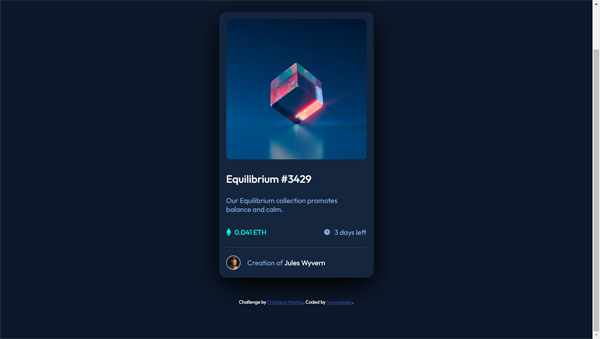 Equilibrium #3429
Our Equilibrium collection promotes
balance and calm.
0.041 ETH
3 days left
Creation of Jules Wyvern
Challenge by Frontend Mentor. Coded by